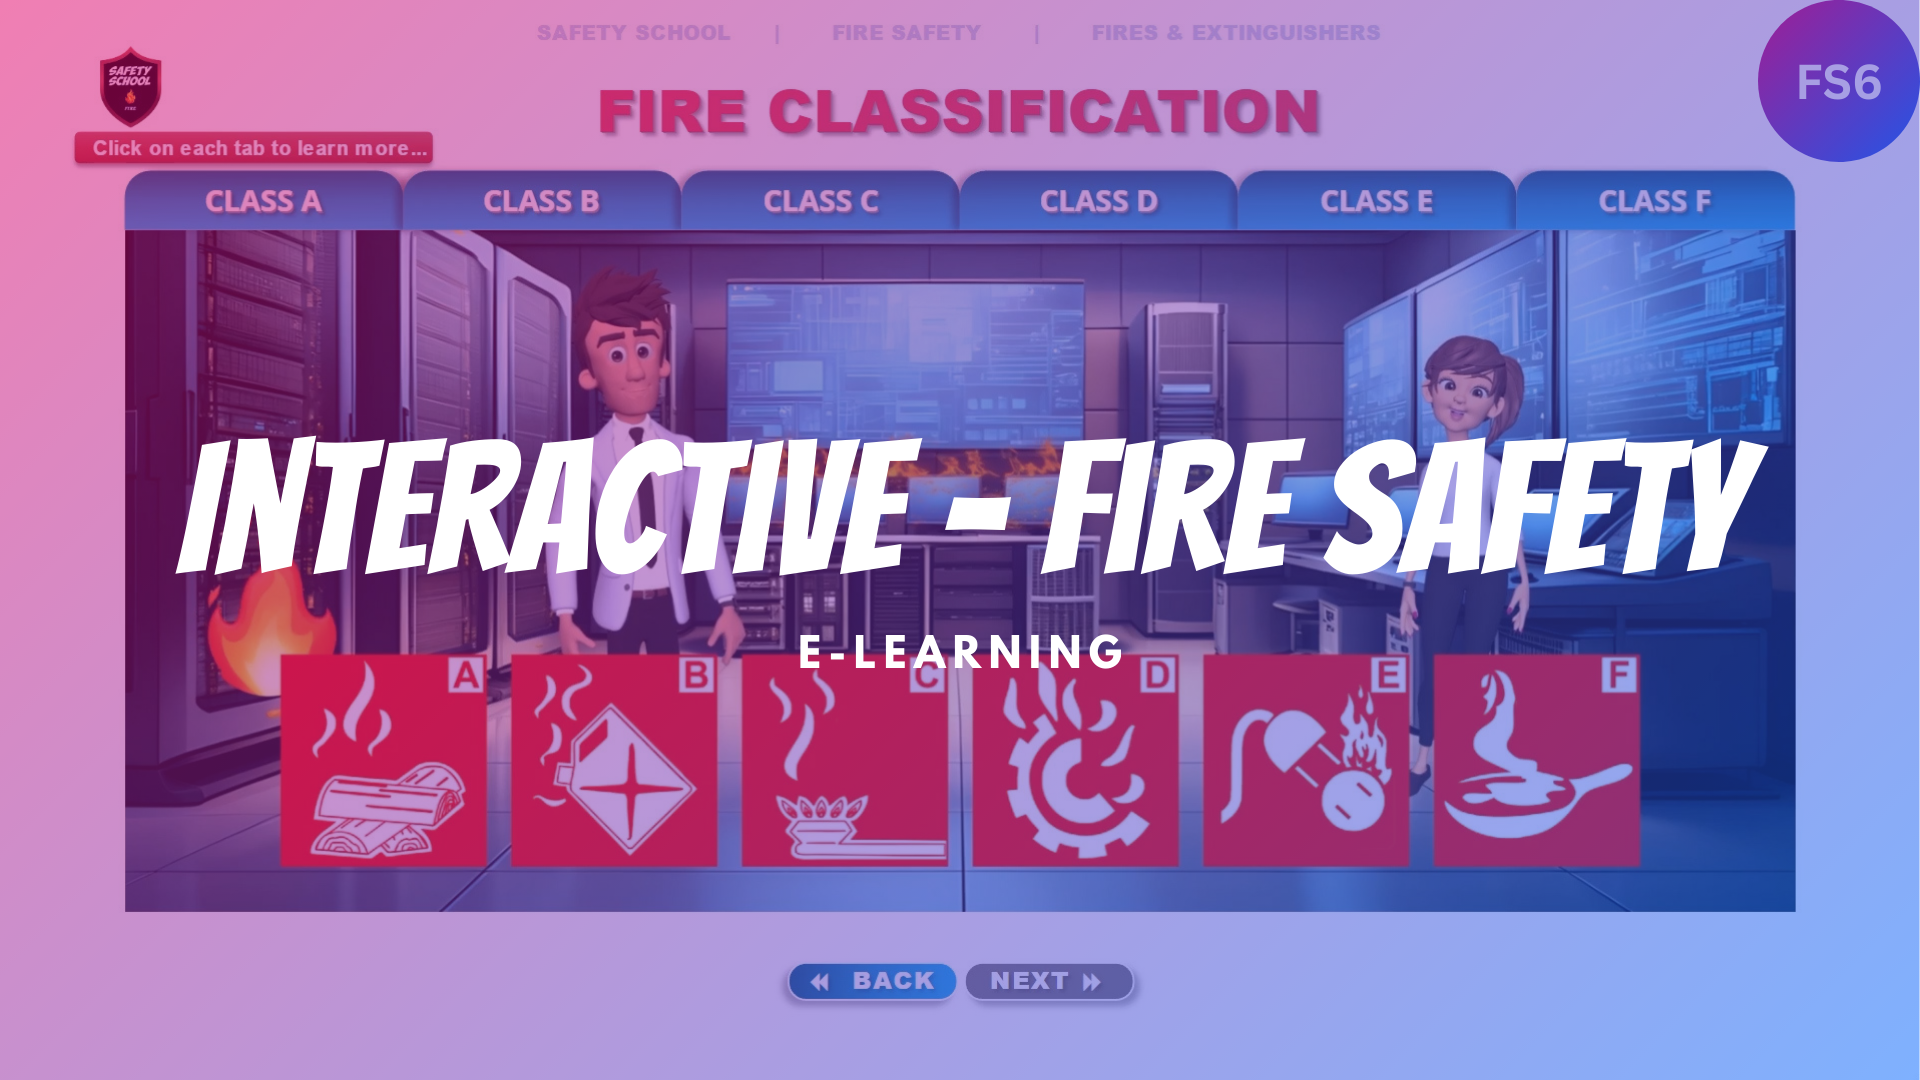 SAFETY SCHOOL | FIRE SAFETY | FIRES & EXTINGUISHERS
FS6
SAFETY
SCHOOL
FIRE
FIRE CLASSIFICATION
Click on each tab to learn more...
CLASS A CLASS B CLASS C CLASS D CLASS E CLASS F
INTERACTIVE - FIRE SAFETY
E-LEARNING
A B C D E F
BACK NEXT